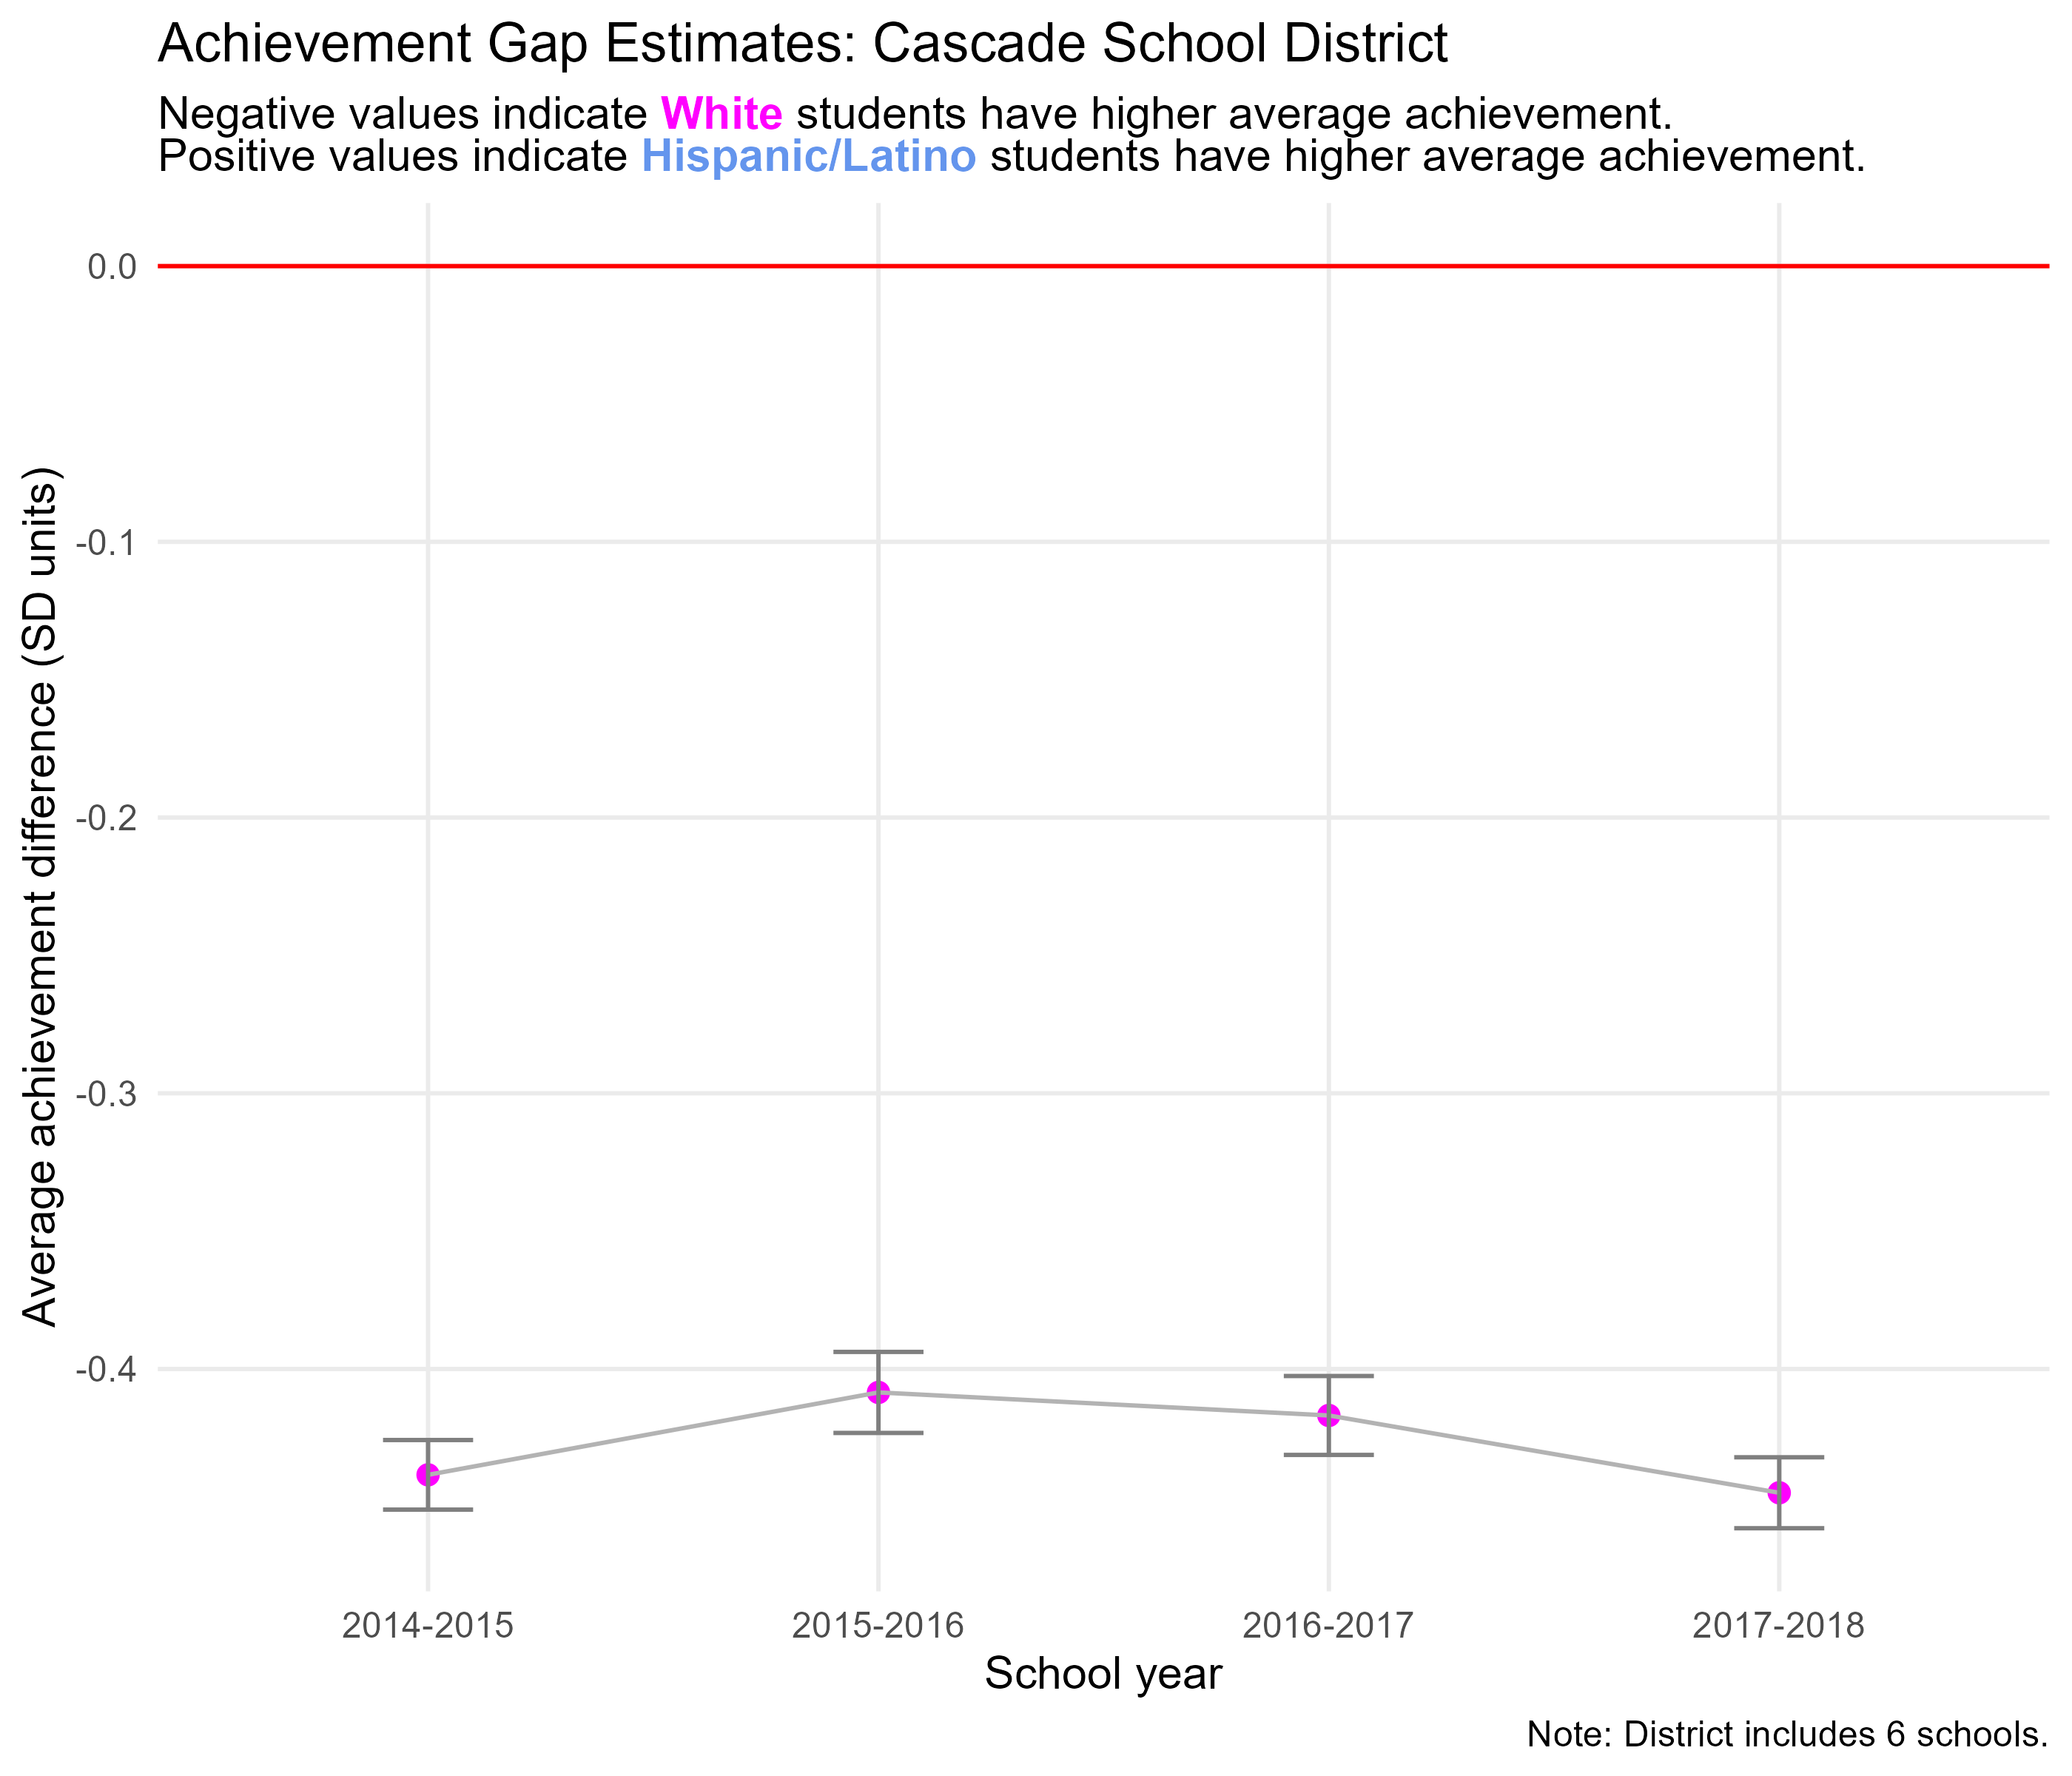 Achievement Gap Estimates: Cascade School District
Negative values indicate White students have higher average achievement.
Positive values indicate Hispanic/Latino students have higher average achievement.
Average achievement difference (SD units)
0.0
-0.1
-0.2
-0.3
-0.4
2014-2015
2015-2016
2016-2017
2017-2018
School year
Note: District includes 6 schools.